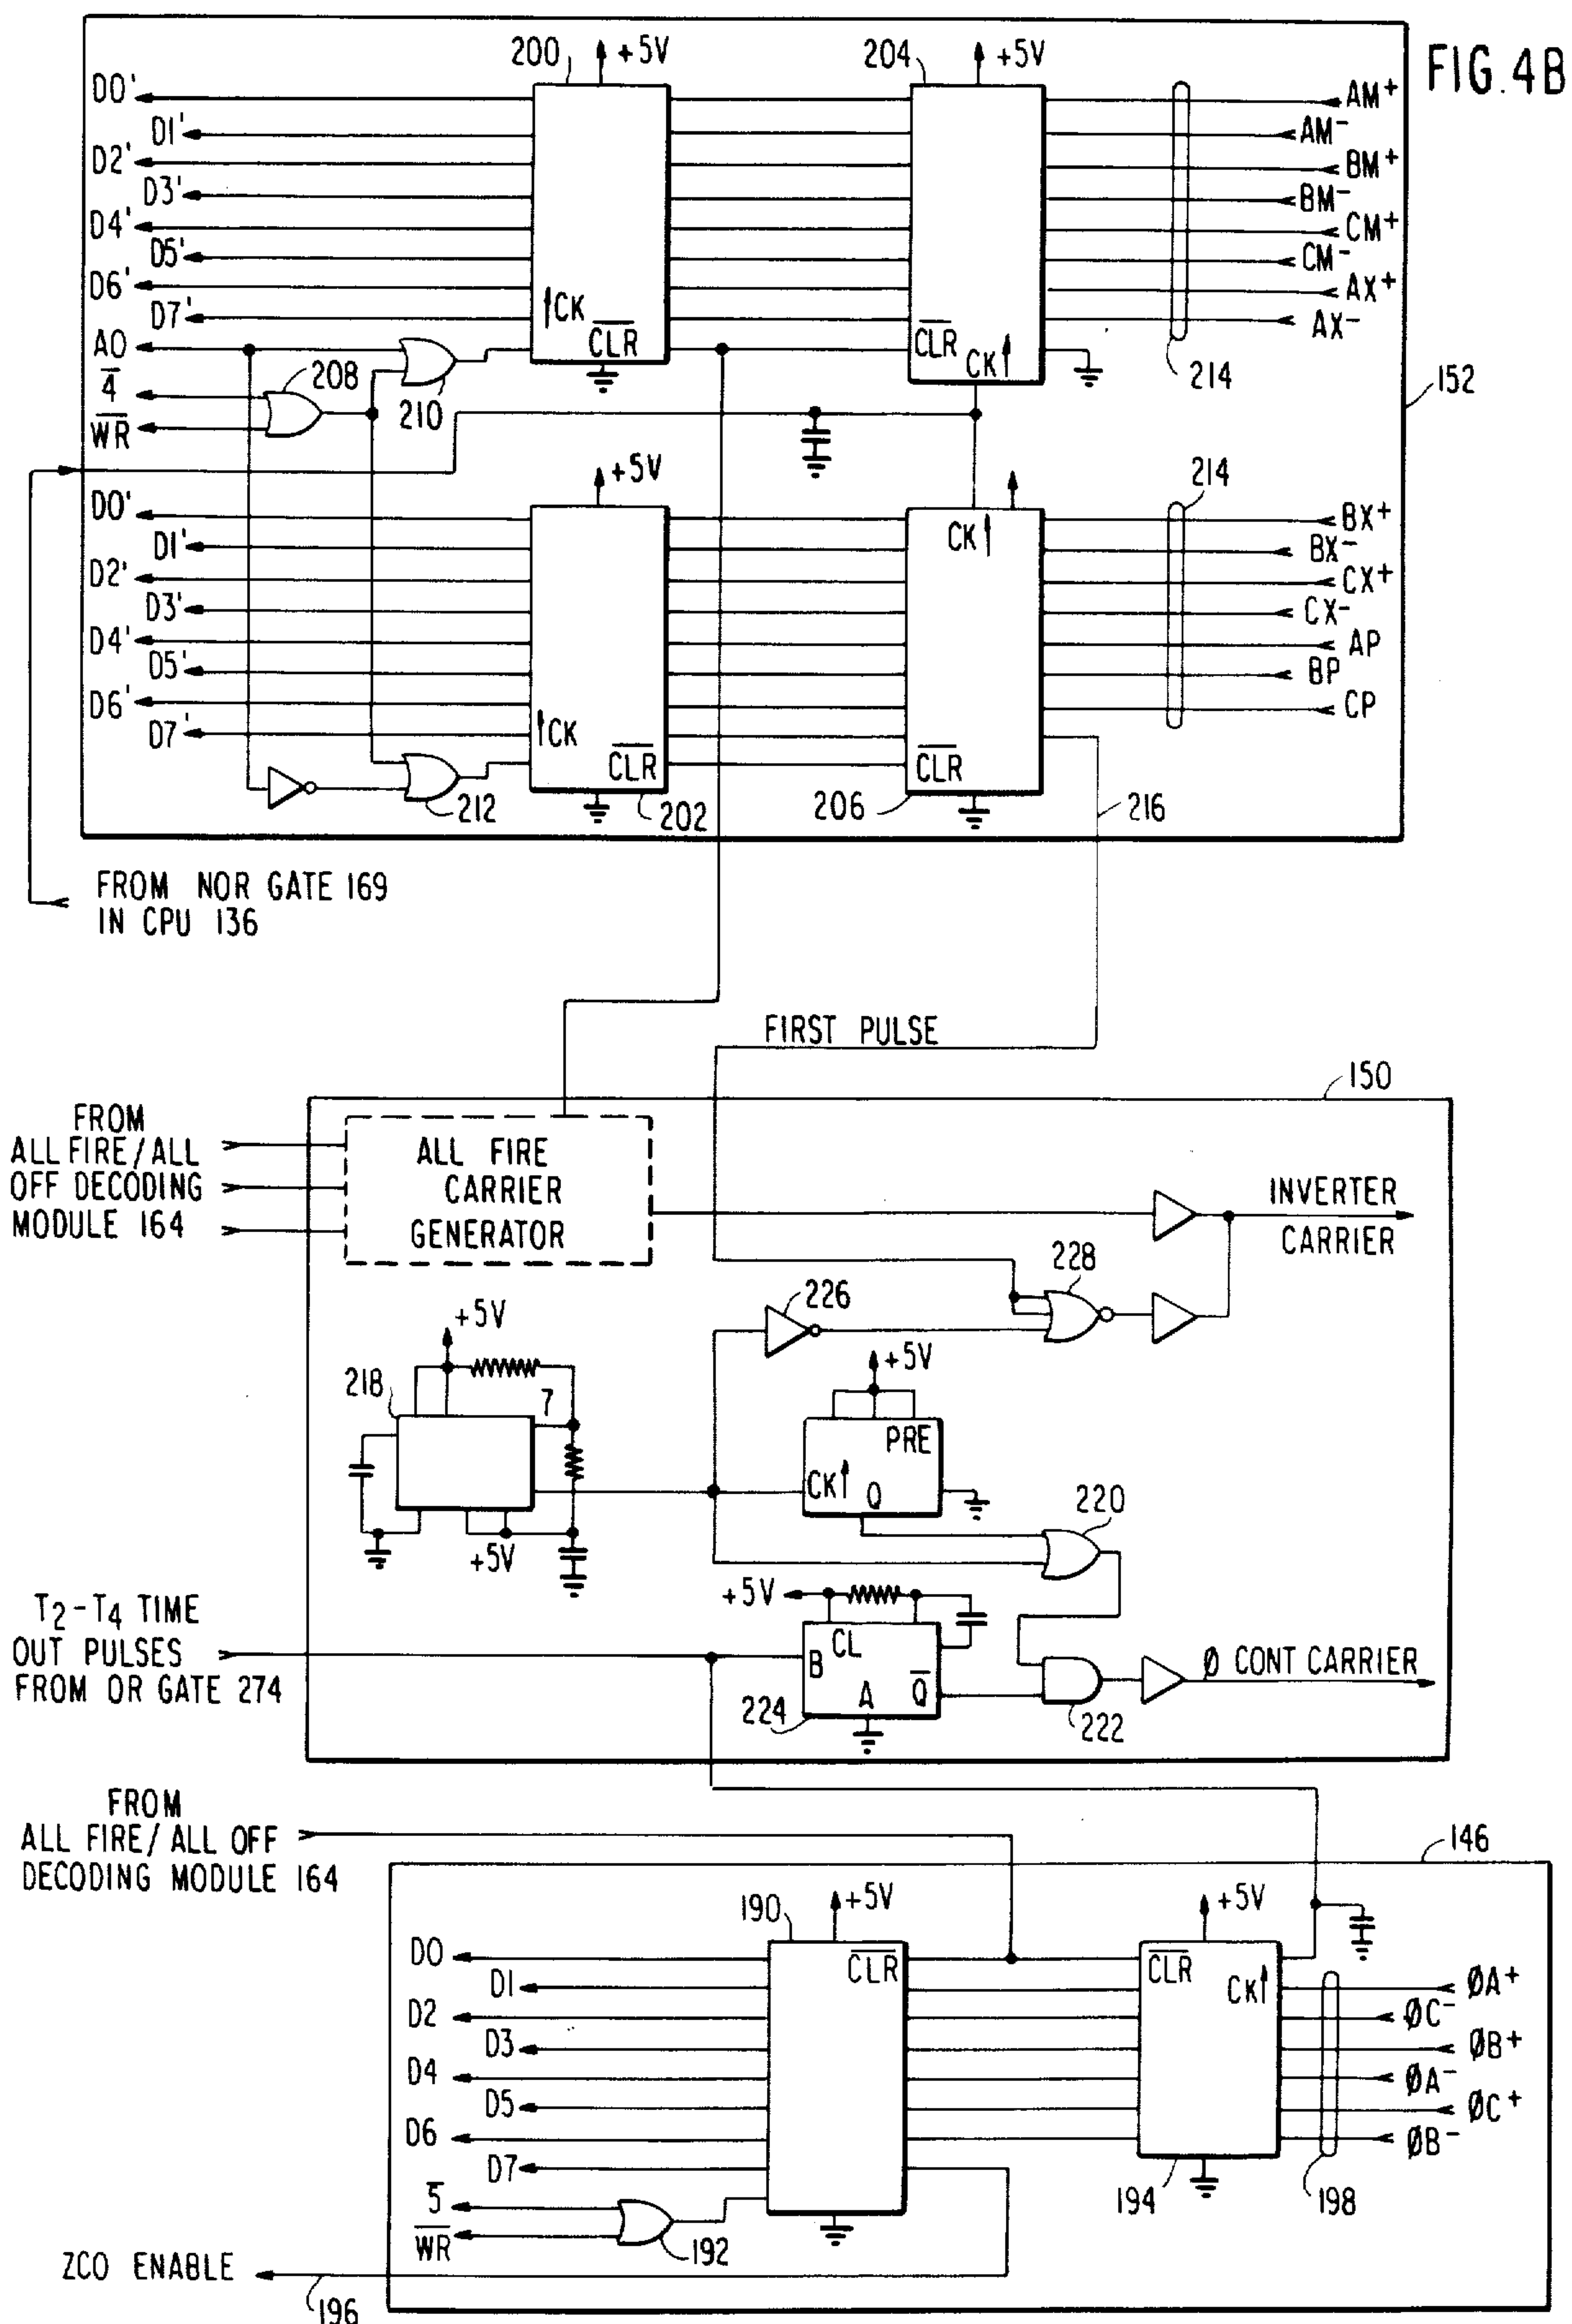 FIG. 4B
200 +5V 204 +5V
D0' AM+
D1' AM-
D2' BM+
D3' BM-
D4' CM+
D5' CM-
D6' ↑CK AX+
D7' CLR CLR CK↑ AX-
A0
208 210 214
4
152
WR
+5V 214
D0' CK↑ BX+
D1' BX-
D2' CX+
D3' CX-
D4' AP
D5' BP
D6' CP
D7' ↑CK
CLR CLR
212 202 206 216
FROM NOR GATE 169
IN CPU 136
FIRST PULSE
150
FROM
ALL FIRE/ALL
OFF DECODING
MODULE 164
ALL FIRE
CARRIER
GENERATOR
INVERTER
CARRIER
228
226
+5V
218 7
+5V
PRE
CK↑ Q
220
+5V
T2-T4 TIME
OUT PULSES
FROM OR GATE 274
+5V
CL
B
A Q
224 222
Ø CONT CARRIER
FROM
ALL FIRE/ALL OFF
DECODING MODULE 164
146
190 +5V +5V
D0 CLR CLR
D1 CK↑ ØA+
D2 ØC-
D3 ØB+
D4 ØA-
D5 ØC+
D6 ØB-
D7
5 194 198
WR 192
ZCO ENABLE
196